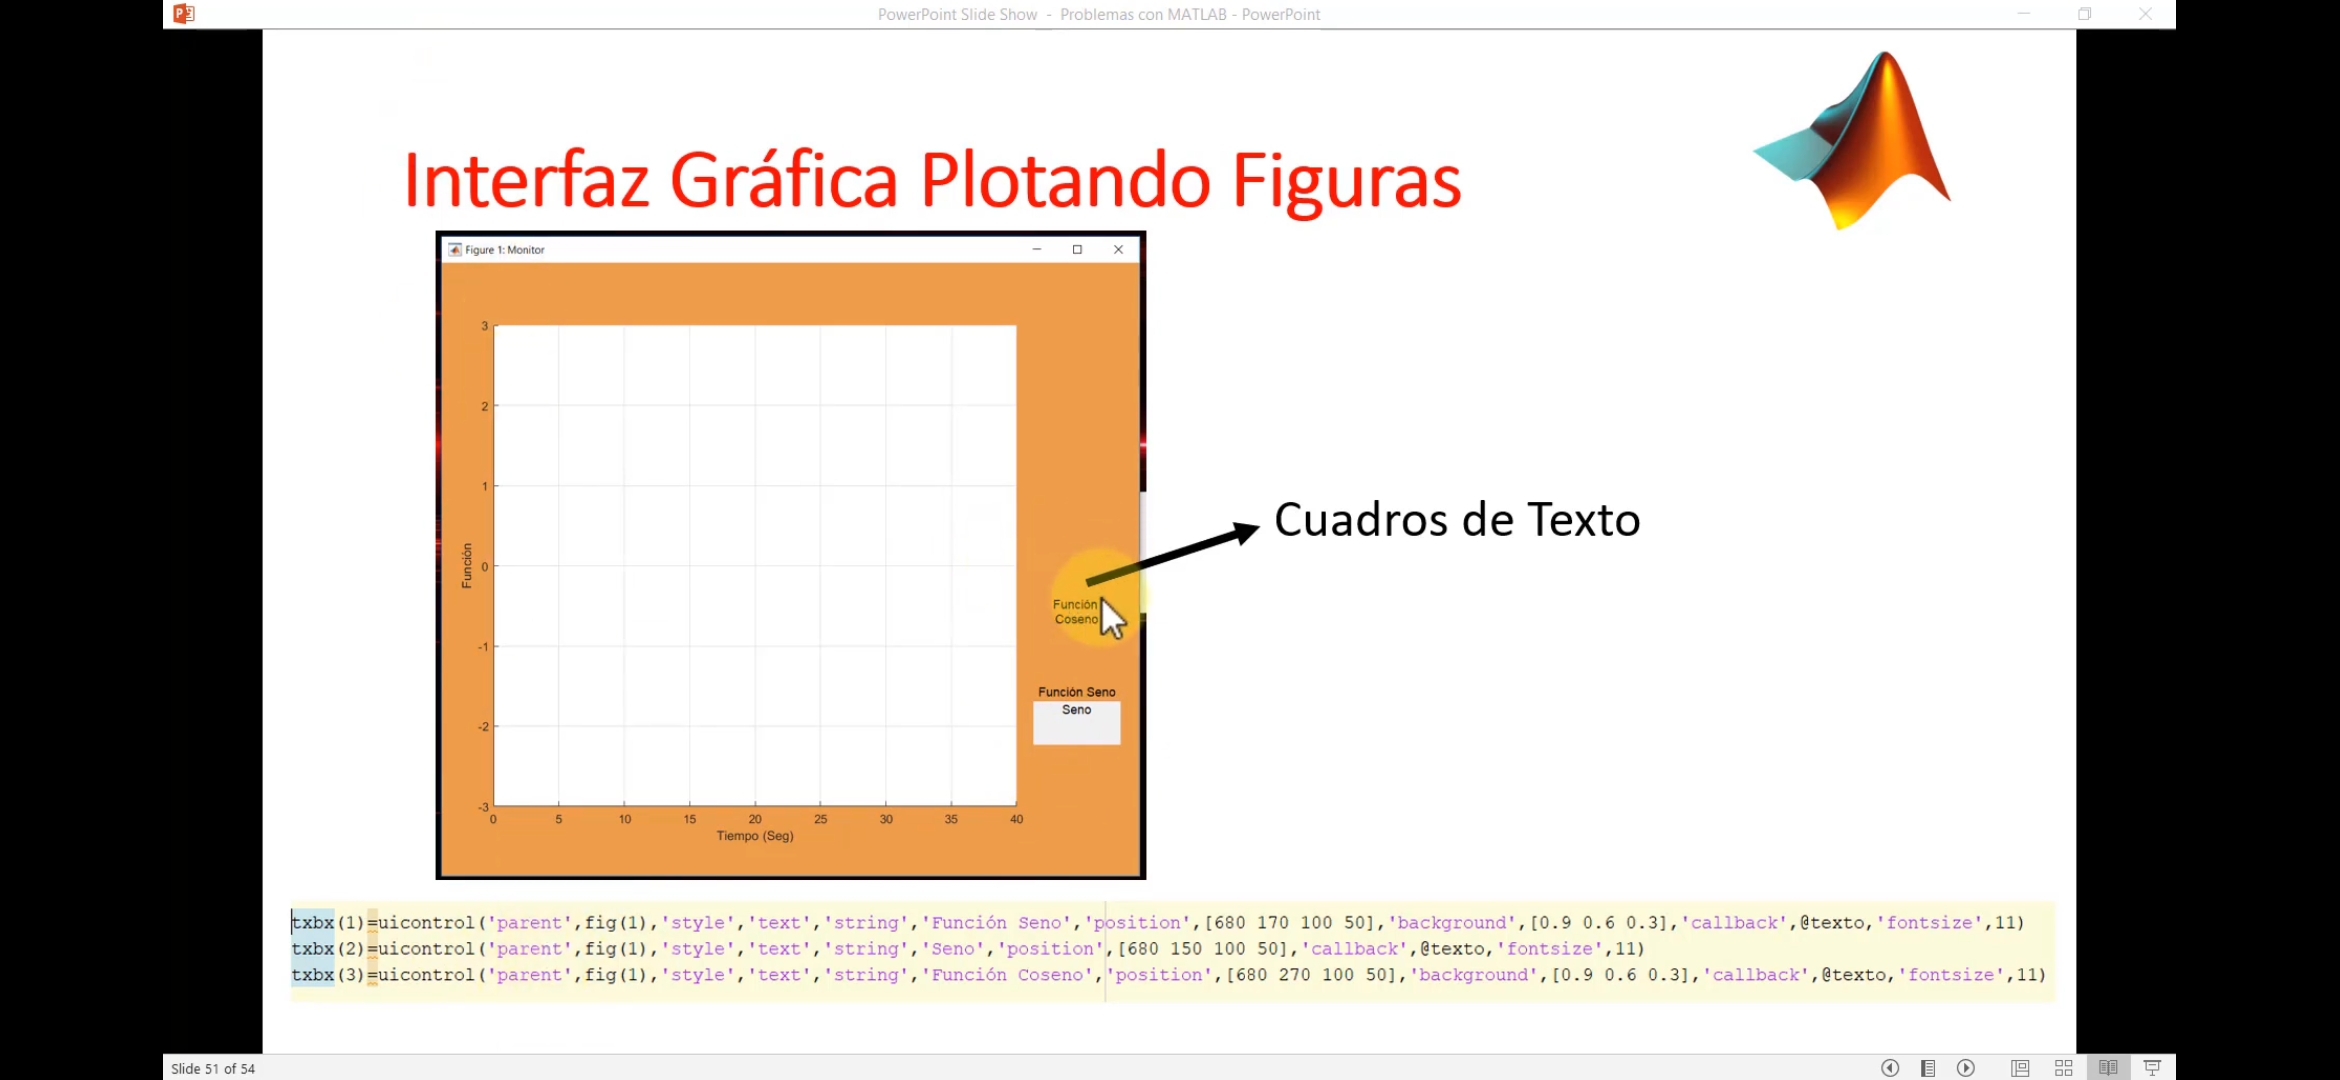 PowerPoint Slide Show - Problemas con MATLAB - PowerPoint
Interfaz Gráfica Plotando Figuras
Figure 1: Monitor
3
2
1
0
-1
-2
-3
Función
0 5 10 15 20 25 30 35 40
Tiempo (Seg)
Función
Coseno
Función Seno
Seno
Cuadros de Texto
txbx(1)=uicontrol('parent',fig(1),'style','text','string','Función Seno','position',[680 170 100 50],'background',[0.9 0.6 0.3],'callback',@texto,'fontsize',11)
txbx(2)=uicontrol('parent',fig(1),'style','text','string','Seno','position',[680 150 100 50],'callback',@texto,'fontsize',11)
txbx(3)=uicontrol('parent',fig(1),'style','text','string','Función Coseno','position',[680 270 100 50],'background',[0.9 0.6 0.3],'callback',@texto,'fontsize',11)
Slide 51 of 54